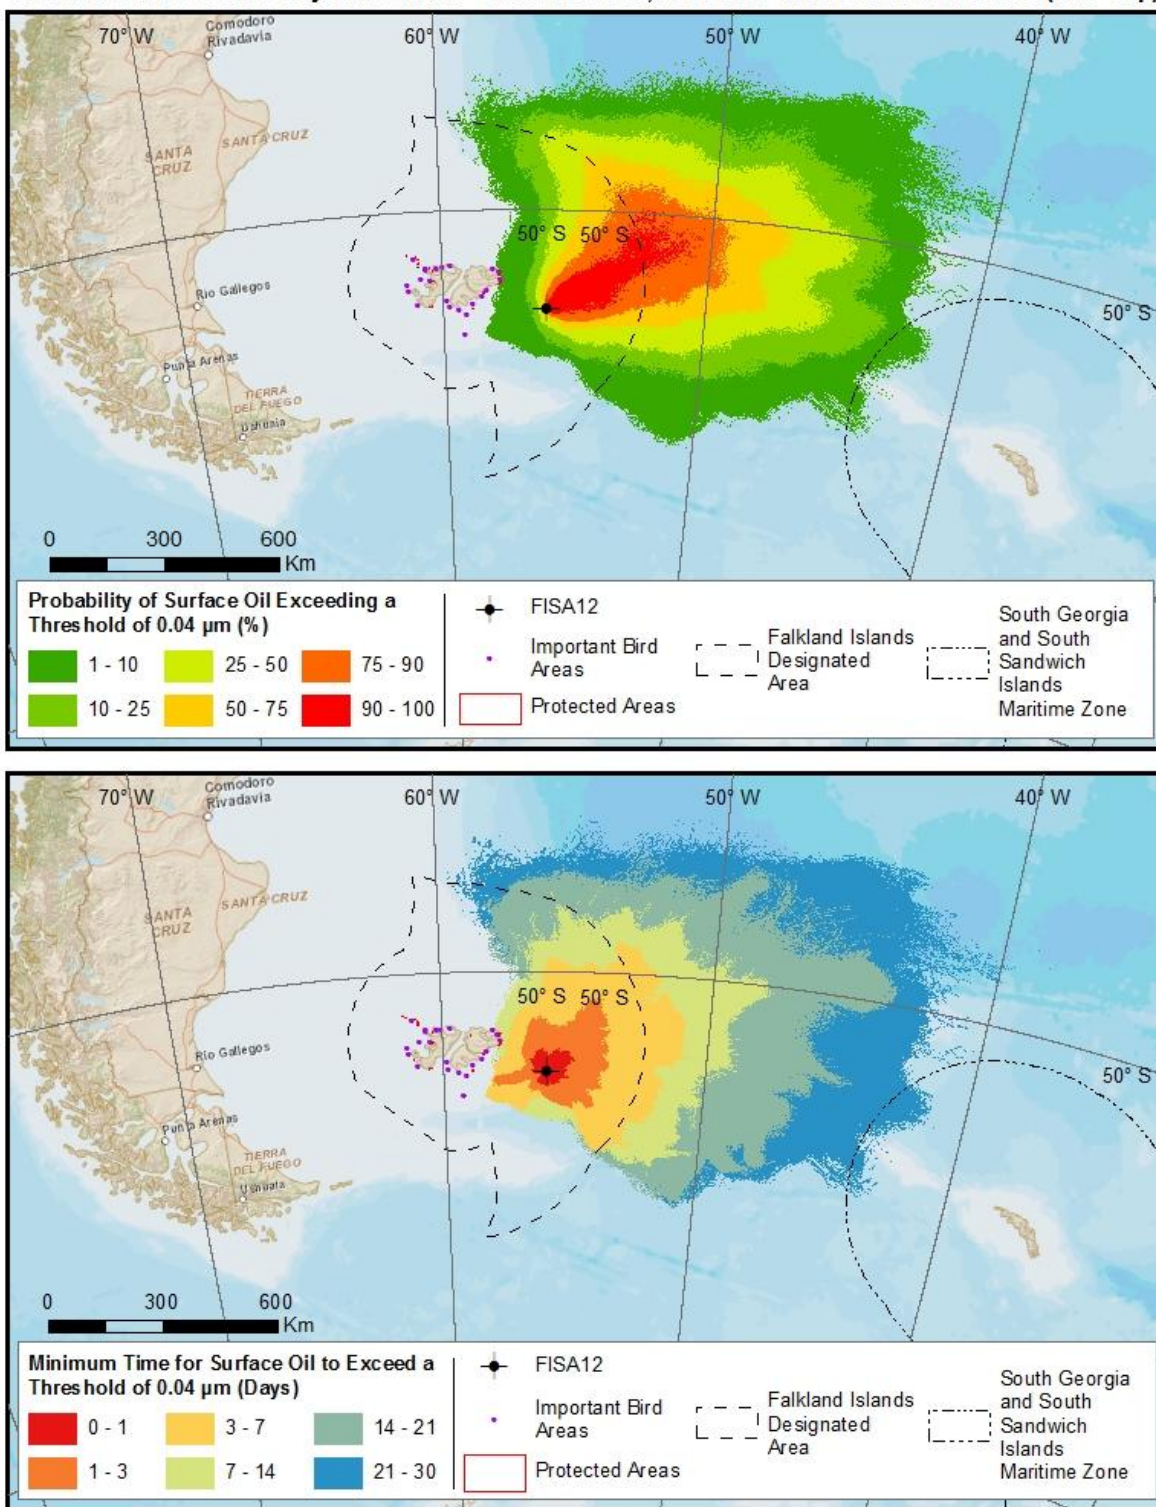 Comodoro
Rivadavia
70° W
60° W
50° W
40° W
SANTA CRUZ
SANTA
CRUZ
50° S
50° S
Rio Gallegos
50° S
Punta Arenas
TIERRA
DEL FUEGO
Ushuaia
0
300
600
Km
Probability of Surface Oil Exceeding a
Threshold of 0.04 µm (%)
1 - 10
25 - 50
75 - 90
10 - 25
50 - 75
90 - 100
FISA12
Important Bird
Areas
Protected Areas
Falkland Islands
Designated
Area
South Georgia
and South
Sandwich
Islands
Maritime Zone
Comodoro
Rivadavia
70° W
60° W
50° W
40° W
SANTA CRUZ
SANTA
CRUZ
50° S
50° S
Rio Gallegos
50° S
Punta Arenas
TIERRA
DEL FUEGO
Ushuaia
0
300
600
Km
Minimum Time for Surface Oil to Exceed a
Threshold of 0.04 µm (Days)
0 - 1
3 - 7
14 - 21
1 - 3
7 - 14
21 - 30
FISA12
Important Bird
Areas
Protected Areas
Falkland Islands
Designated
Area
South Georgia
and South
Sandwich
Islands
Maritime Zone